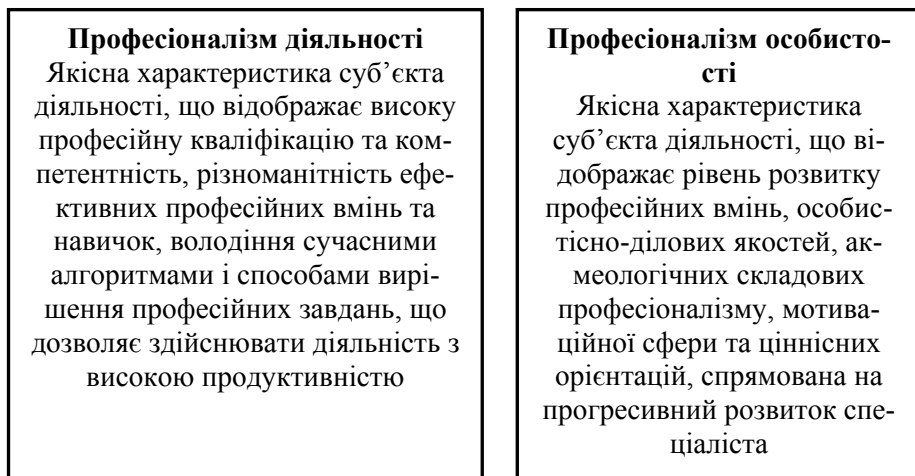 Професіоналізм діяльності
Якісна характеристика суб’єкта
діяльності, що відображає високу
професійну кваліфікацію та ком-
петентність, різноманітність ефе-
ктивних професійних вмінь та
навичок, володіння сучасними
алгоритмами і способами вирі-
шення професійних завдань, що
дозволяє здійснювати діяльність з
високою продуктивністю
Професіоналізм особисто-
сті
Якісна характеристика
суб’єкта діяльності, що ві-
дображає рівень розвитку
професійних вмінь, особис-
тісно-ділових якостей, ак-
меологічних складових
професіоналізму, мотива-
ційної сфери та ціннісних
орієнтацій, спрямована на
прогресивний розвиток спе-
ціаліста